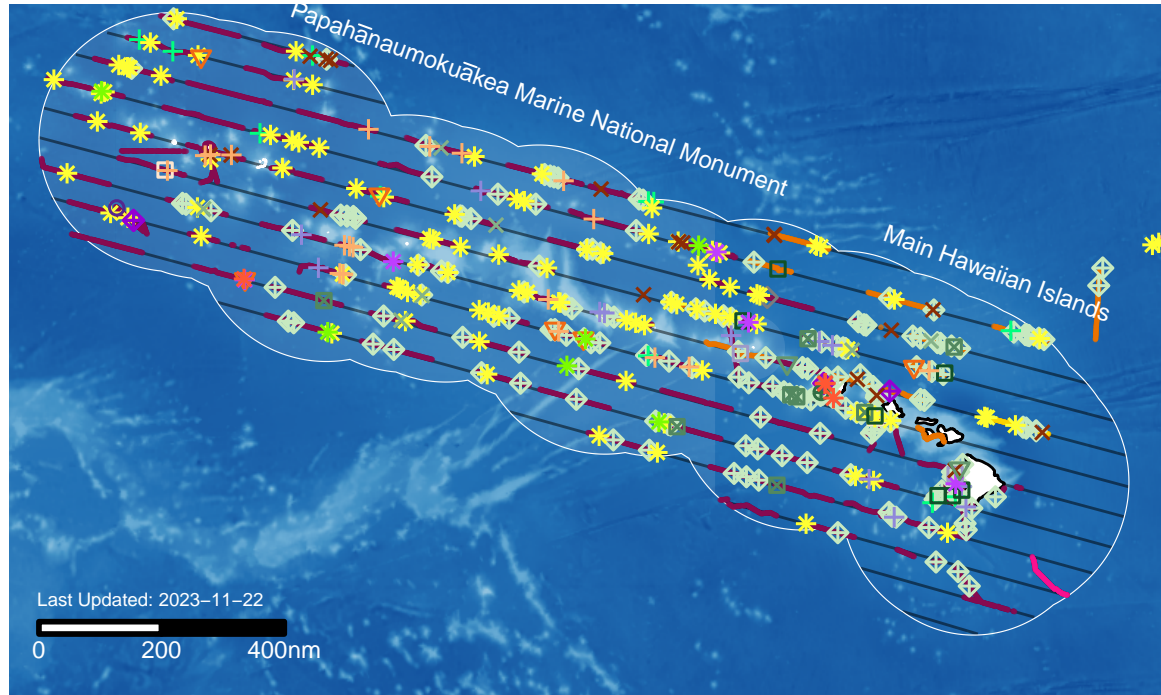 Papahānaumokuākea Marine National Monument
Main Hawaiian Islands
Last Updated: 2023−11−22
0 200 400nm